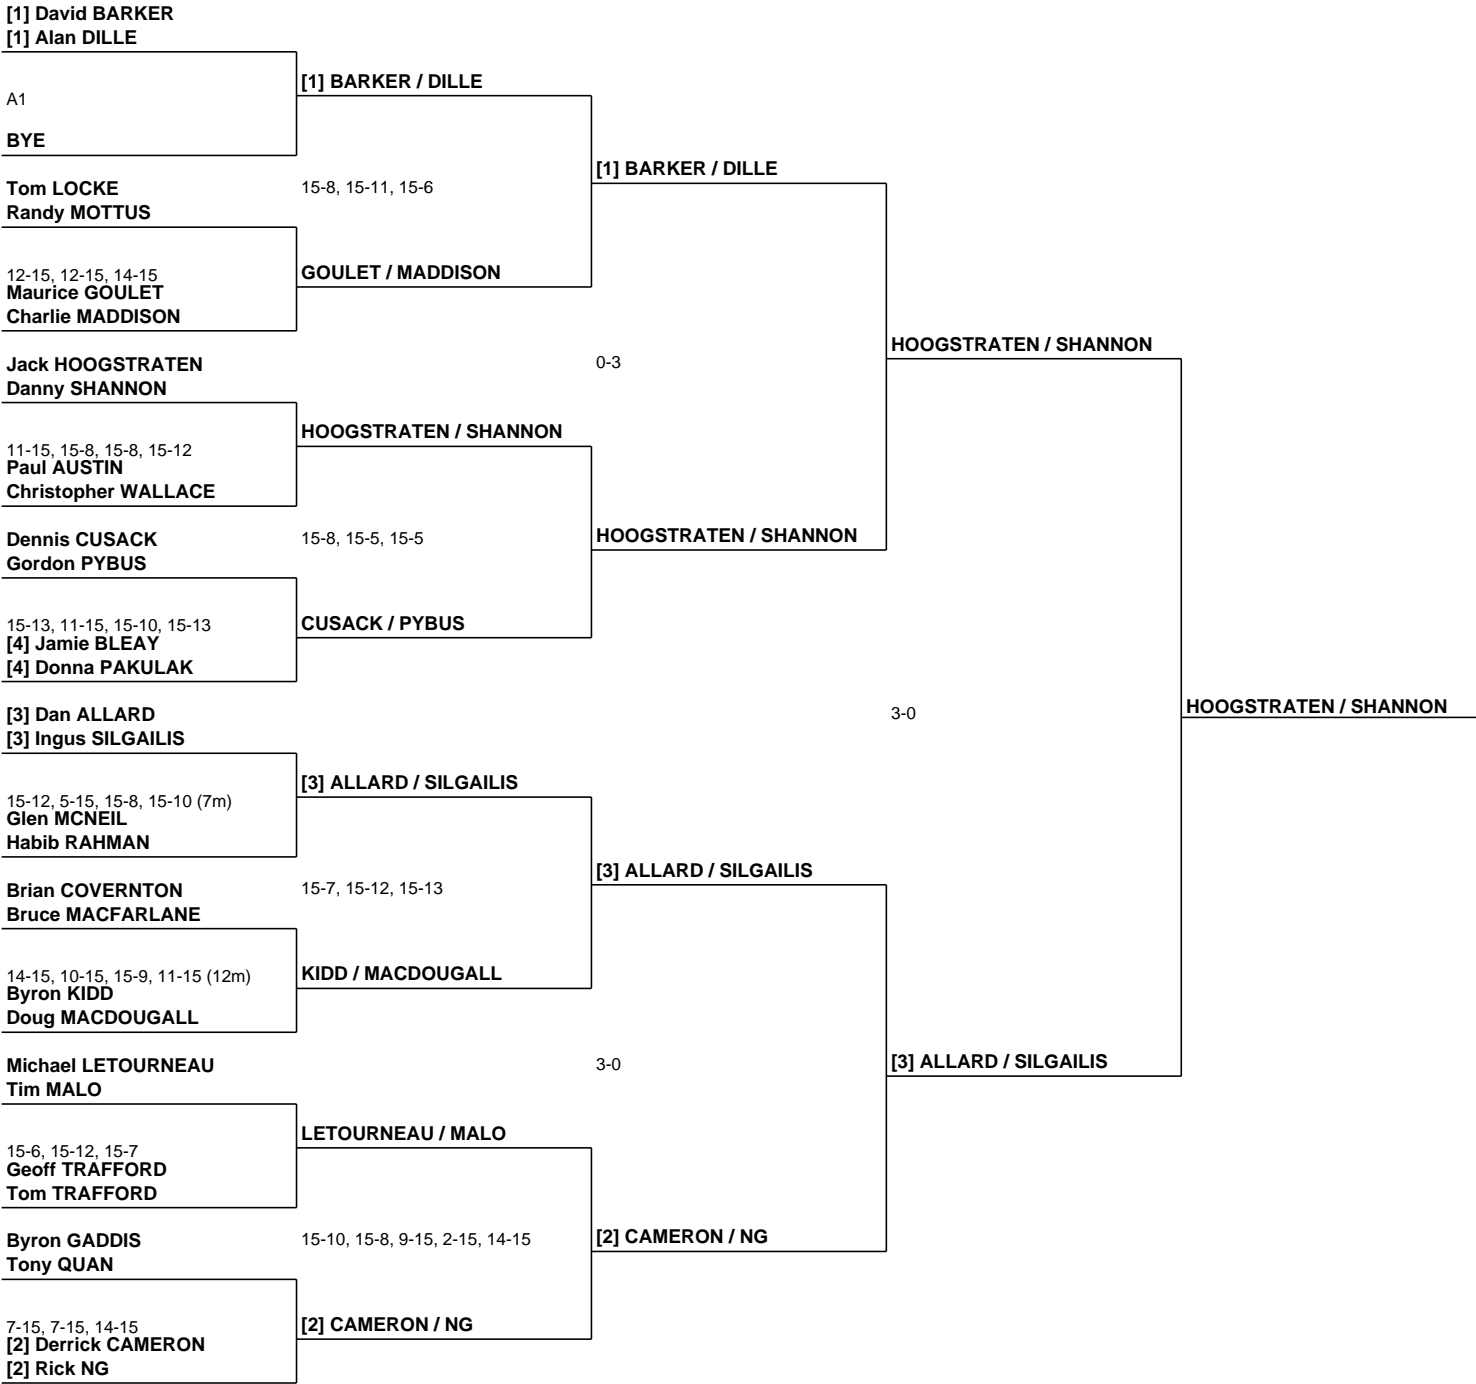 [1] David BARKER
[1] Alan DILLE
[1] BARKER / DILLE
A1
BYE
[1] BARKER / DILLE
Tom LOCKE
15-8, 15-11, 15-6
Randy MOTTUS
12-15, 12-15, 14-15
GOULET / MADDISON
Maurice GOULET
Charlie MADDISON
HOOGSTRATEN / SHANNON
Jack HOOGSTRATEN
0-3
Danny SHANNON
HOOGSTRATEN / SHANNON
11-15, 15-8, 15-8, 15-12
Paul AUSTIN
Christopher WALLACE
Dennis CUSACK
15-8, 15-5, 15-5
HOOGSTRATEN / SHANNON
Gordon PYBUS
15-13, 11-15, 15-10, 15-13
CUSACK / PYBUS
[4] Jamie BLEAY
[4] Donna PAKULAK
HOOGSTRATEN / SHANNON
[3] Dan ALLARD
3-0
[3] Ingus SILGAILIS
[3] ALLARD / SILGAILIS
15-12, 5-15, 15-8, 15-10 (7m)
Glen MCNEIL
Habib RAHMAN
[3] ALLARD / SILGAILIS
Brian COVERNTON
15-7, 15-12, 15-13
Bruce MACFARLANE
14-15, 10-15, 15-9, 11-15 (12m)
KIDD / MACDOUGALL
Byron KIDD
Doug MACDOUGALL
[3] ALLARD / SILGAILIS
Michael LETOURNEAU
3-0
Tim MALO
LETOURNEAU / MALO
15-6, 15-12, 15-7
Geoff TRAFFORD
Tom TRAFFORD
Byron GADDIS
15-10, 15-8, 9-15, 2-15, 14-15
[2] CAMERON / NG
Tony QUAN
7-15, 7-15, 14-15
[2] CAMERON / NG
[2] Derrick CAMERON
[2] Rick NG